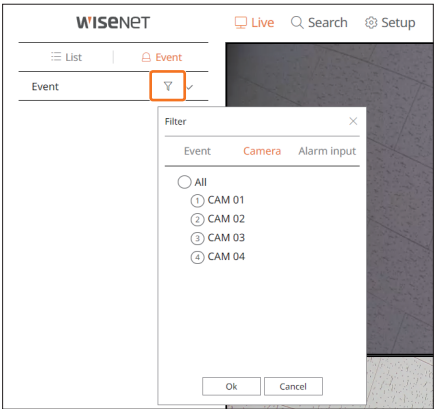 WISENET Live Search Setup
List Event
Event
Filter
Event Camera Alarm input
All
1 CAM 01
2 CAM 02
3 CAM 03
4 CAM 04
Ok Cancel